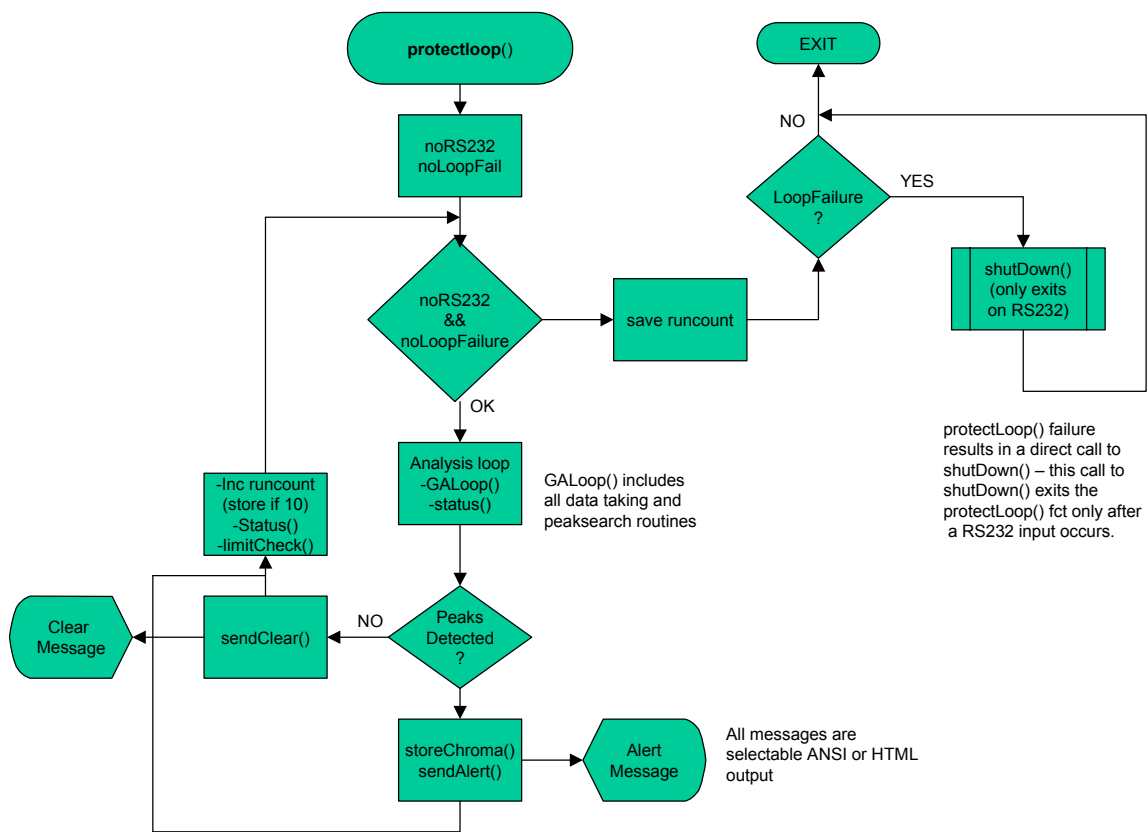 protectloop()
EXIT
noRS232
noLoopFail
NO
LoopFailure
?
YES
noRS232
&&
noLoopFailure
save runcount
shutDown()
(only exits
on RS232)
OK
protectLoop() failure
results in a direct call to
shutDown() – this call to
shutDown() exits the
protectLoop() fct only after
a RS232 input occurs.
Analysis loop
-GALoop()
-status()
GALoop() includes
all data taking and
peaksearch routines
-Inc runcount
(store if 10)
-Status()
-limitCheck()
Clear
Message
sendClear()
NO
Peaks
Detected
?
storeChroma()
sendAlert()
Alert
Message
All messages are
selectable ANSI or HTML
output